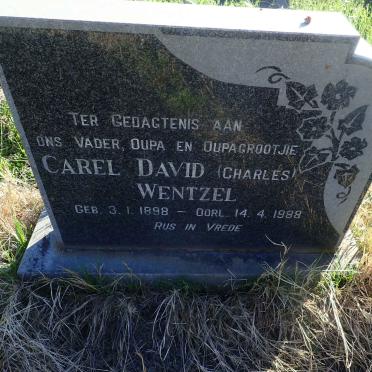 TER GEDAGTENIS AAN
ONS VADER, OUPA EN OUPAGROOTJIE
CAREL DAVID (CHARLES)
WENTZEL
GEB. 3. 1. 1898 — OORL. 14. 4. 1988
RUS IN VREDE